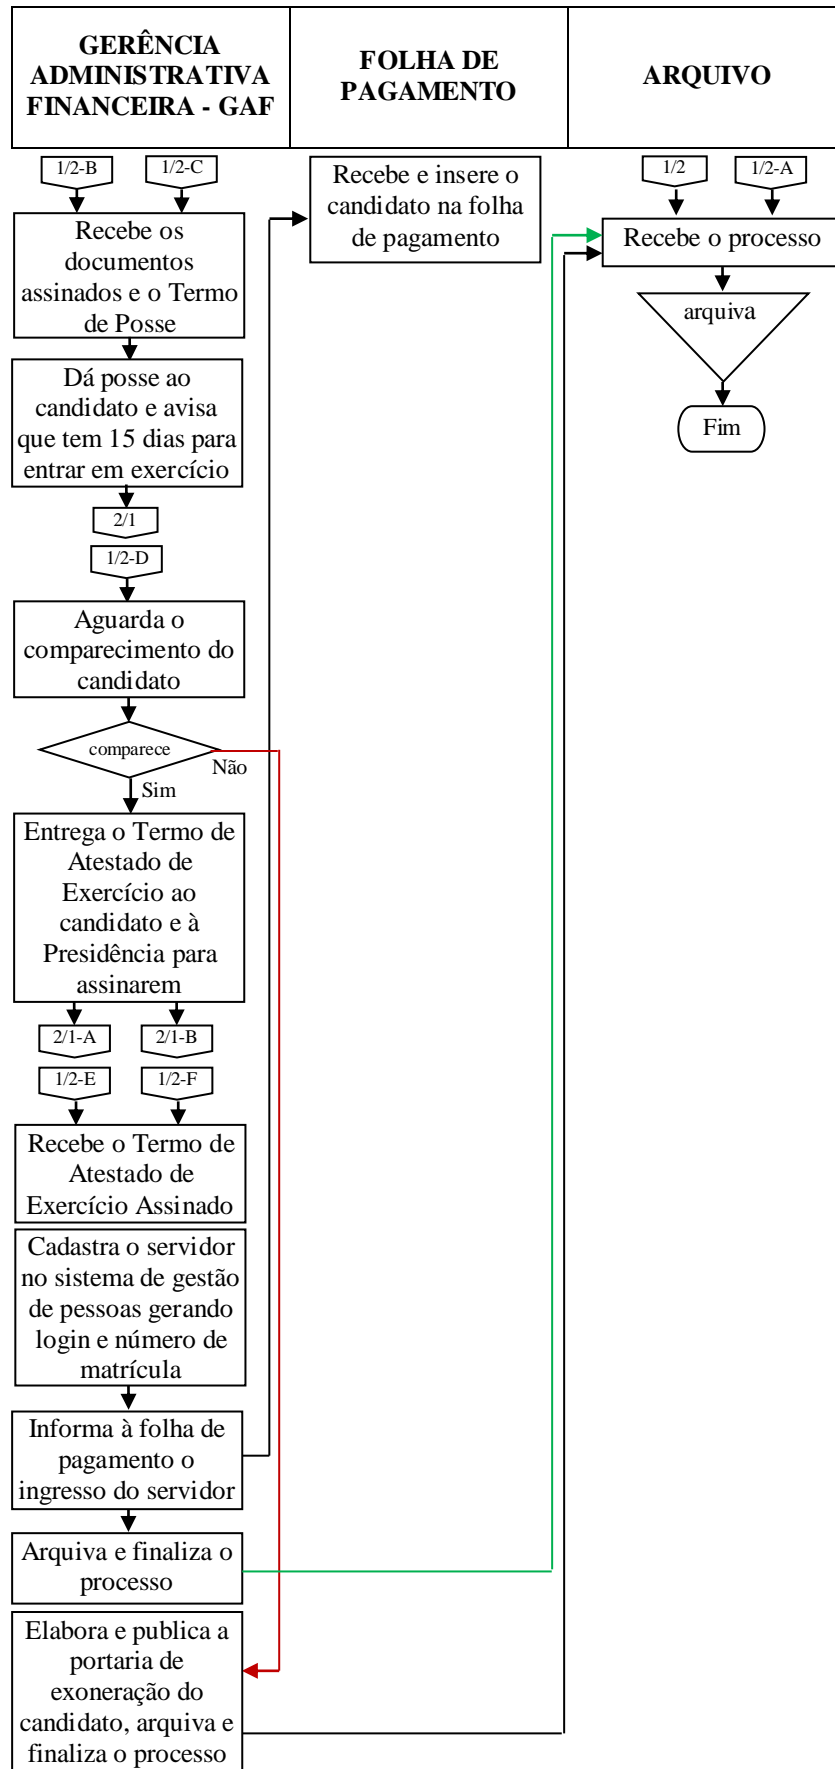 GERÊNCIA
ADMINISTRATIVA
FINANCEIRA - GAF
FOLHA DE
PAGAMENTO
ARQUIVO
1/2-B
1/2-C
Recebe os
documentos
assinados e o Termo
de Posse
Dá posse ao
candidato e avisa
que tem 15 dias para
entrar em exercício
2/1
1/2-D
Aguarda o
comparecimento do
candidato
comparece
Não
Sim
Entrega o Termo de
Atestado de
Exercício ao
candidato e à
Presidência para
assinarem
2/1-A
2/1-B
1/2-E
1/2-F
Recebe o Termo de
Atestado de
Exercício Assinado
Cadastra o servidor
no sistema de gestão
de pessoas gerando
login e número de
matrícula
Informa à folha de
pagamento o
ingresso do servidor
Arquiva e finaliza o
processo
Elabora e publica a
portaria de
exoneração do
candidato, arquiva e
finaliza o processo
Recebe e insere o
candidato na folha
de pagamento
1/2
1/2-A
Recebe o processo
arquiva
Fim